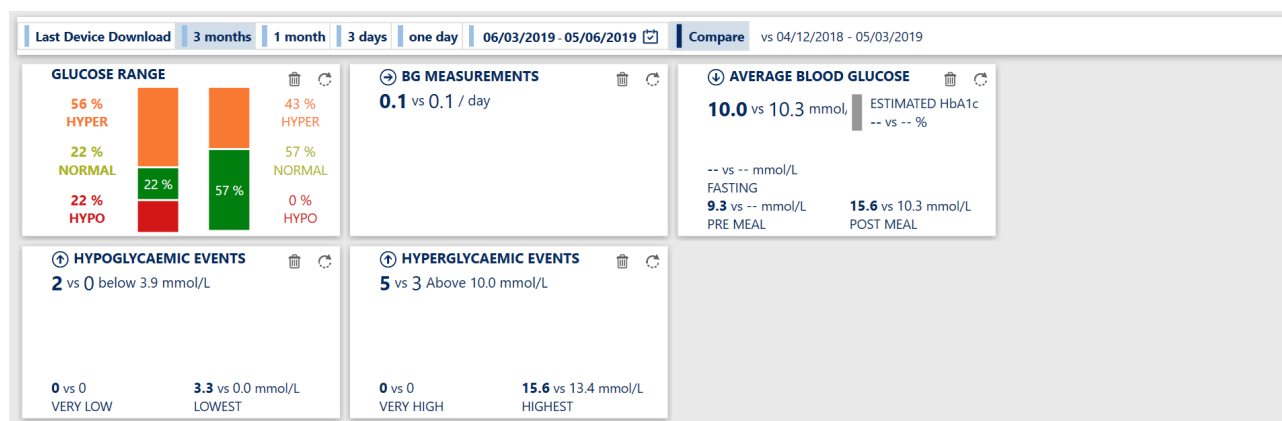 Last Device Download 3 months 1 month 3 days one day 06/03/2019 - 05/06/2019 Compare vs 04/12/2018 - 05/03/2019
GLUCOSE RANGE
56 %
HYPER
22 %
NORMAL
22 %
HYPO
22 %
57 %
43 %
HYPER
57 %
NORMAL
0 %
HYPO
BG MEASUREMENTS
0.1 vs 0.1 / day
AVERAGE BLOOD GLUCOSE
10.0 vs 10.3 mmol,
ESTIMATED HbA1c
-- vs -- %
-- vs -- mmol/L
FASTING
9.3 vs -- mmol/L 15.6 vs 10.3 mmol/L
PRE MEAL POST MEAL
HYPOGLYCAEMIC EVENTS
2 vs 0 below 3.9 mmol/L
0 vs 0 3.3 vs 0.0 mmol/L
VERY LOW LOWEST
HYPERGLYCAEMIC EVENTS
5 vs 3 Above 10.0 mmol/L
0 vs 0 15.6 vs 13.4 mmol/L
VERY HIGH HIGHEST